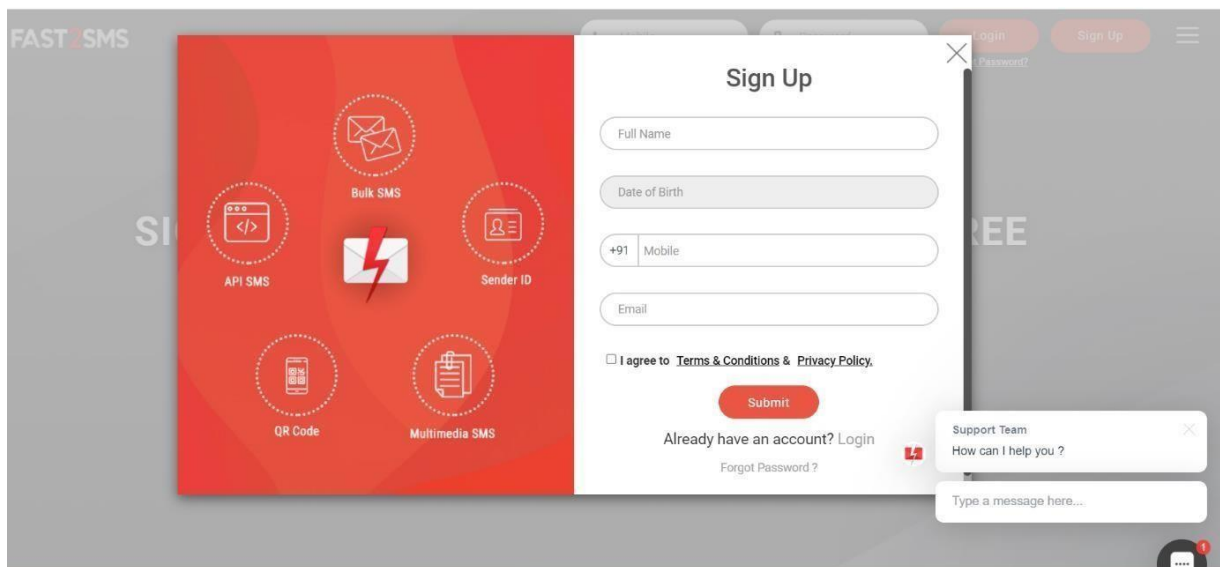 FAST2SMS
Login
Sign Up
Password?
SI
REE
Bulk SMS
API SMS
Sender ID
QR Code
Multimedia SMS
Sign Up
Full Name
Date of Birth
+91 Mobile
Email
I agree to Terms & Conditions & Privacy Policy.
Submit
Already have an account? Login
Forgot Password ?
Support Team
How can I help you ?
Type a message here...
1